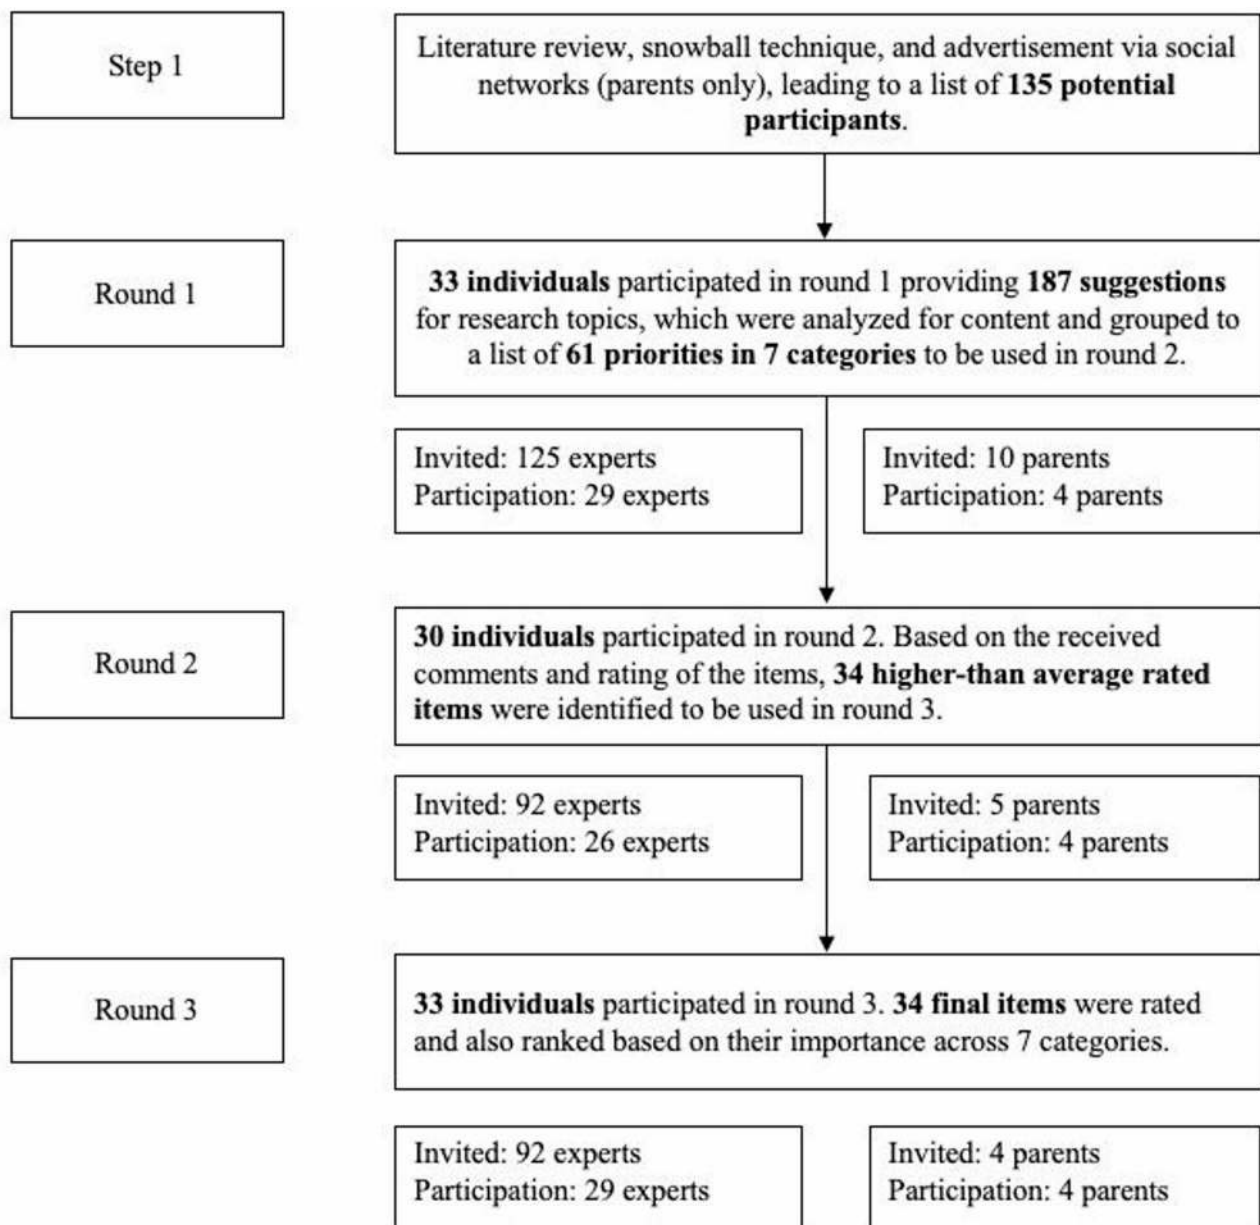 Step 1
Literature review, snowball technique, and advertisement via social
networks (parents only), leading to a list of 135 potential
participants.
Round 1
33 individuals participated in round 1 providing 187 suggestions
for research topics, which were analyzed for content and grouped to
a list of 61 priorities in 7 categories to be used in round 2.
Invited: 125 experts
Participation: 29 experts
Invited: 10 parents
Participation: 4 parents
Round 2
30 individuals participated in round 2. Based on the received
comments and rating of the items, 34 higher-than average rated
items were identified to be used in round 3.
Invited: 92 experts
Participation: 26 experts
Invited: 5 parents
Participation: 4 parents
Round 3
33 individuals participated in round 3. 34 final items were rated
and also ranked based on their importance across 7 categories.
Invited: 92 experts
Participation: 29 experts
Invited: 4 parents
Participation: 4 parents